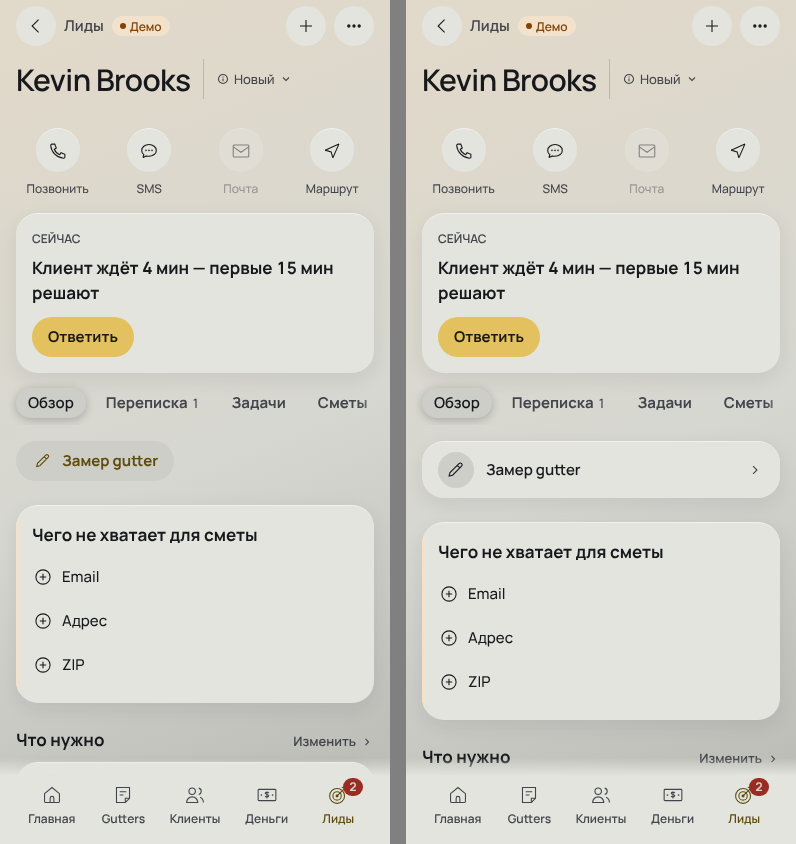 Лиды
Демо
Kevin Brooks
Новый
Позвонить
SMS
Почта
Маршрут
СЕЙЧАС
Клиент ждёт 4 мин — первые 15 мин
решают
Ответить
Обзор
Переписка 1
Задачи
Сметы
Замер gutter
Чего не хватает для сметы
Email
Адрес
ZIP
Что нужно
Изменить
2
Главная
Gutters
Клиенты
Деньги
Лиды
Лиды
Демо
Kevin Brooks
Новый
Позвонить
SMS
Почта
Маршрут
СЕЙЧАС
Клиент ждёт 4 мин — первые 15 мин
решают
Ответить
Обзор
Переписка 1
Задачи
Сметы
Замер gutter
Чего не хватает для сметы
Email
Адрес
ZIP
Что нужно
Изменить
2
Главная
Gutters
Клиенты
Деньги
Лиды